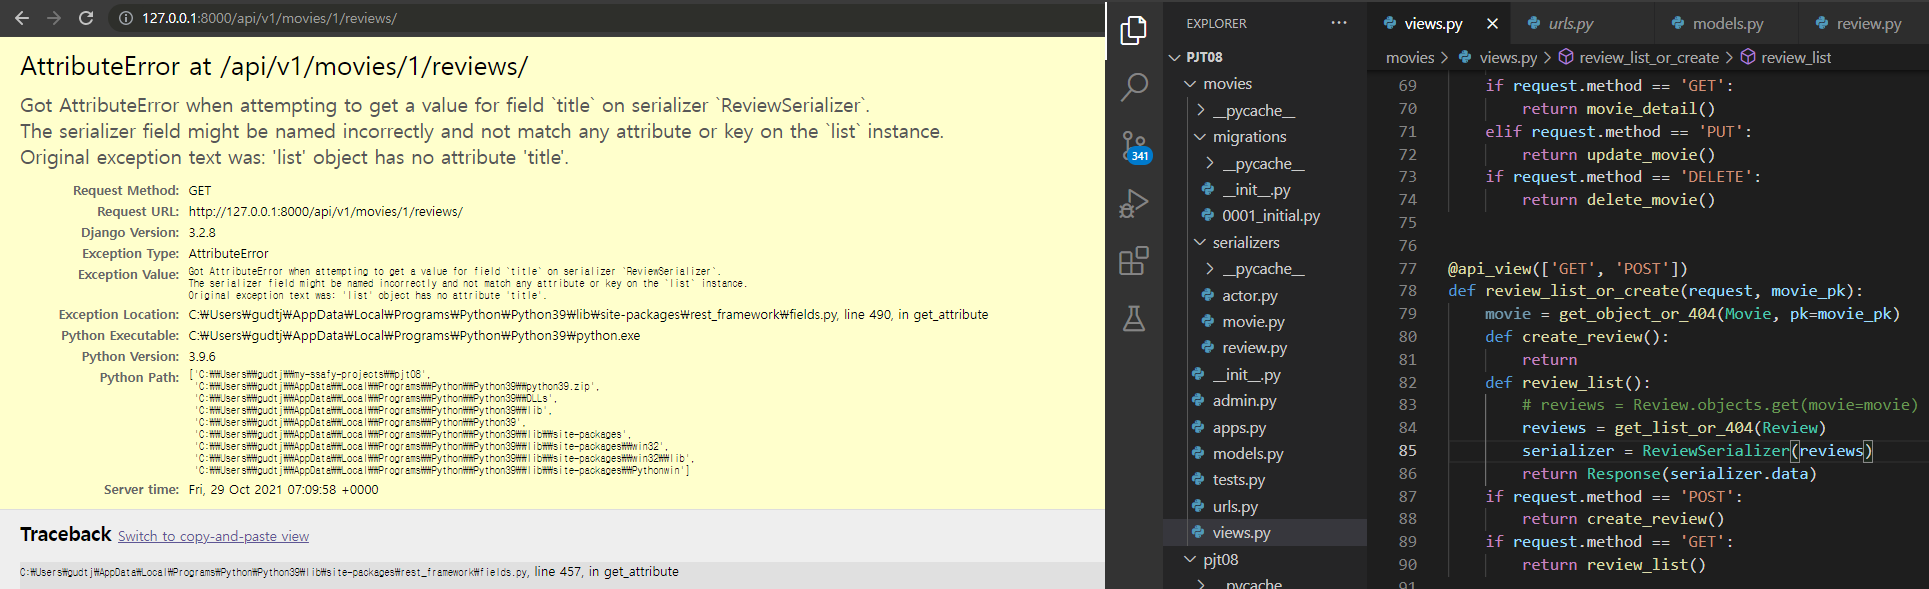 127.0.0.1:8000/api/v1/movies/1/reviews/
AttributeError at /api/v1/movies/1/reviews/
Got AttributeError when attempting to get a value for field `title` on serializer `ReviewSerializer`.
The serializer field might be named incorrectly and not match any attribute or key on the `list` instance.
Original exception text was: 'list' object has no attribute 'title'.
Request Method: GET
Request URL: http://127.0.0.1:8000/api/v1/movies/1/reviews/
Django Version: 3.2.8
Exception Type: AttributeError
Exception Value: Got AttributeError when attempting to get a value for field `title` on serializer `ReviewSerializer`.
The serializer field might be named incorrectly and not match any attribute or key on the `list` instance.
Original exception text was: 'list' object has no attribute 'title'.
Exception Location: C:₩Users₩gudtj₩AppData₩Local₩Programs₩Python₩Python39₩lib₩site-packages₩rest_framework₩fields.py, line 490, in get_attribute
Python Executable: C:₩Users₩gudtj₩AppData₩Local₩Programs₩Python₩Python39₩python.exe
Python Version: 3.9.6
Python Path: ['C:₩₩Users₩₩gudtj₩₩my-ssafy-projects₩₩pjt08',
'C:₩₩Users₩₩gudtj₩₩AppData₩₩Local₩₩Programs₩₩Python₩₩Python39₩₩python39.zip',
'C:₩₩Users₩₩gudtj₩₩AppData₩₩Local₩₩Programs₩₩Python₩₩Python39₩₩DLLs',
'C:₩₩Users₩₩gudtj₩₩AppData₩₩Local₩₩Programs₩₩Python₩₩Python39₩₩lib',
'C:₩₩Users₩₩gudtj₩₩AppData₩₩Local₩₩Programs₩₩Python₩₩Python39',
'C:₩₩Users₩₩gudtj₩₩AppData₩₩Local₩₩Programs₩₩Python₩₩Python39₩₩lib₩₩site-packages',
'C:₩₩Users₩₩gudtj₩₩AppData₩₩Local₩₩Programs₩₩Python₩₩Python39₩₩lib₩₩site-packages₩₩win32',
'C:₩₩Users₩₩gudtj₩₩AppData₩₩Local₩₩Programs₩₩Python₩₩Python39₩₩lib₩₩site-packages₩₩win32₩₩lib',
'C:₩₩Users₩₩gudtj₩₩AppData₩₩Local₩₩Programs₩₩Python₩₩Python39₩₩lib₩₩site-packages₩₩Pythonwin']
Server time: Fri, 29 Oct 2021 07:09:58 +0000
Traceback Switch to copy-and-paste view
C:₩Users₩gudtj₩AppData₩Local₩Programs₩Python₩Python39₩lib₩site-packages₩rest_framework₩fields.py, line 457, in get_attribute
341
EXPLORER ...
PJT08
movies
__pycache__
migrations
__pycache__
__init__.py
0001_initial.py
serializers
__pycache__
actor.py
movie.py
review.py
__init__.py
admin.py
apps.py
models.py
tests.py
urls.py
views.py
pjt08
__pycache__
views.py urls.py models.py review.py
movies > views.py > review_list_or_create > review_list
69 if request.method == 'GET':
70 return movie_detail()
71 elif request.method == 'PUT':
72 return update_movie()
73 if request.method == 'DELETE':
74 return delete_movie()
75
76
77 @api_view(['GET', 'POST'])
78 def review_list_or_create(request, movie_pk):
79 movie = get_object_or_404(Movie, pk=movie_pk)
80 def create_review():
81 return
82 def review_list():
83 # reviews = Review.objects.get(movie=movie)
84 reviews = get_list_or_404(Review)
85 serializer = ReviewSerializer(reviews)
86 return Response(serializer.data)
87 if request.method == 'POST':
88 return create_review()
89 if request.method == 'GET':
90 return review_list()
91